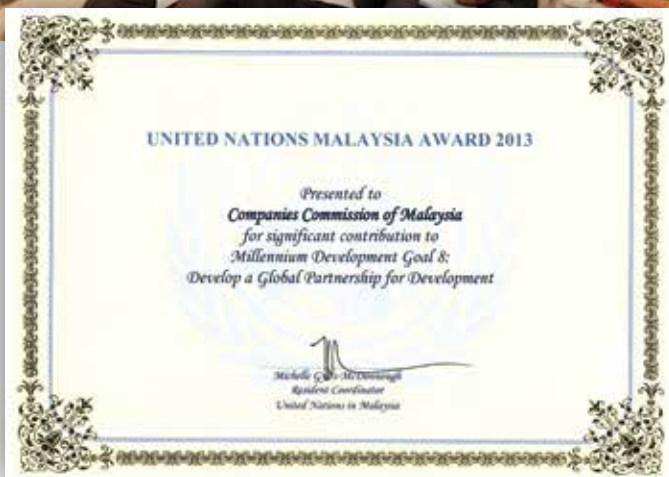 UNITED NATIONS MALAYSIA AWARD 2013
Presented to
Companies Commission of Malaysia
for significant contribution to
Millennium Development Goal 8:
Develop a Global Partnership for Development
Michelle
Resident Coordinator
United Nations in Malaysia